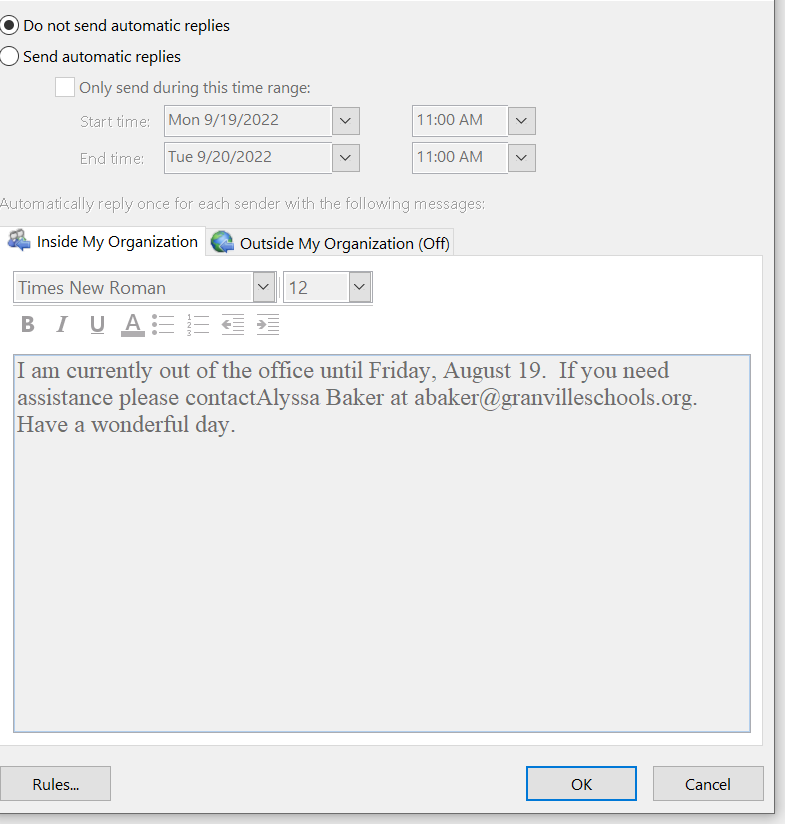 Do not send automatic replies
Send automatic replies
Only send during this time range:
Start time: Mon 9/19/2022 11:00 AM
End time: Tue 9/20/2022 11:00 AM
Automatically reply once for each sender with the following messages:
Inside My Organization Outside My Organization (Off)
Times New Roman 12
B I U A
I am currently out of the office until Friday, August 19.  If you need
assistance please contactAlyssa Baker at abaker@granvilleschools.org.
Have a wonderful day.
Rules... OK Cancel